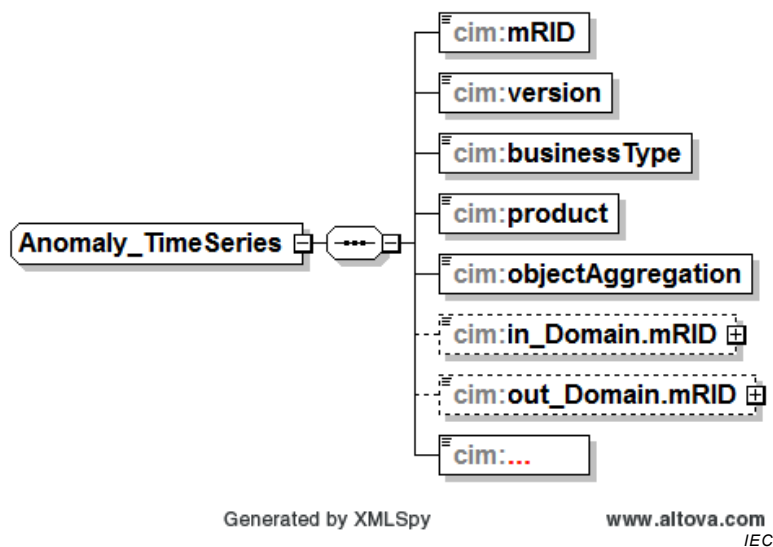 cim:mRID
cim:version
cim:businessType
cim:product
Anomaly_TimeSeries
cim:objectAggregation
cim:in_Domain.mRID
cim:out_Domain.mRID
cim:...
Generated by XMLSpy www.altova.com
IEC